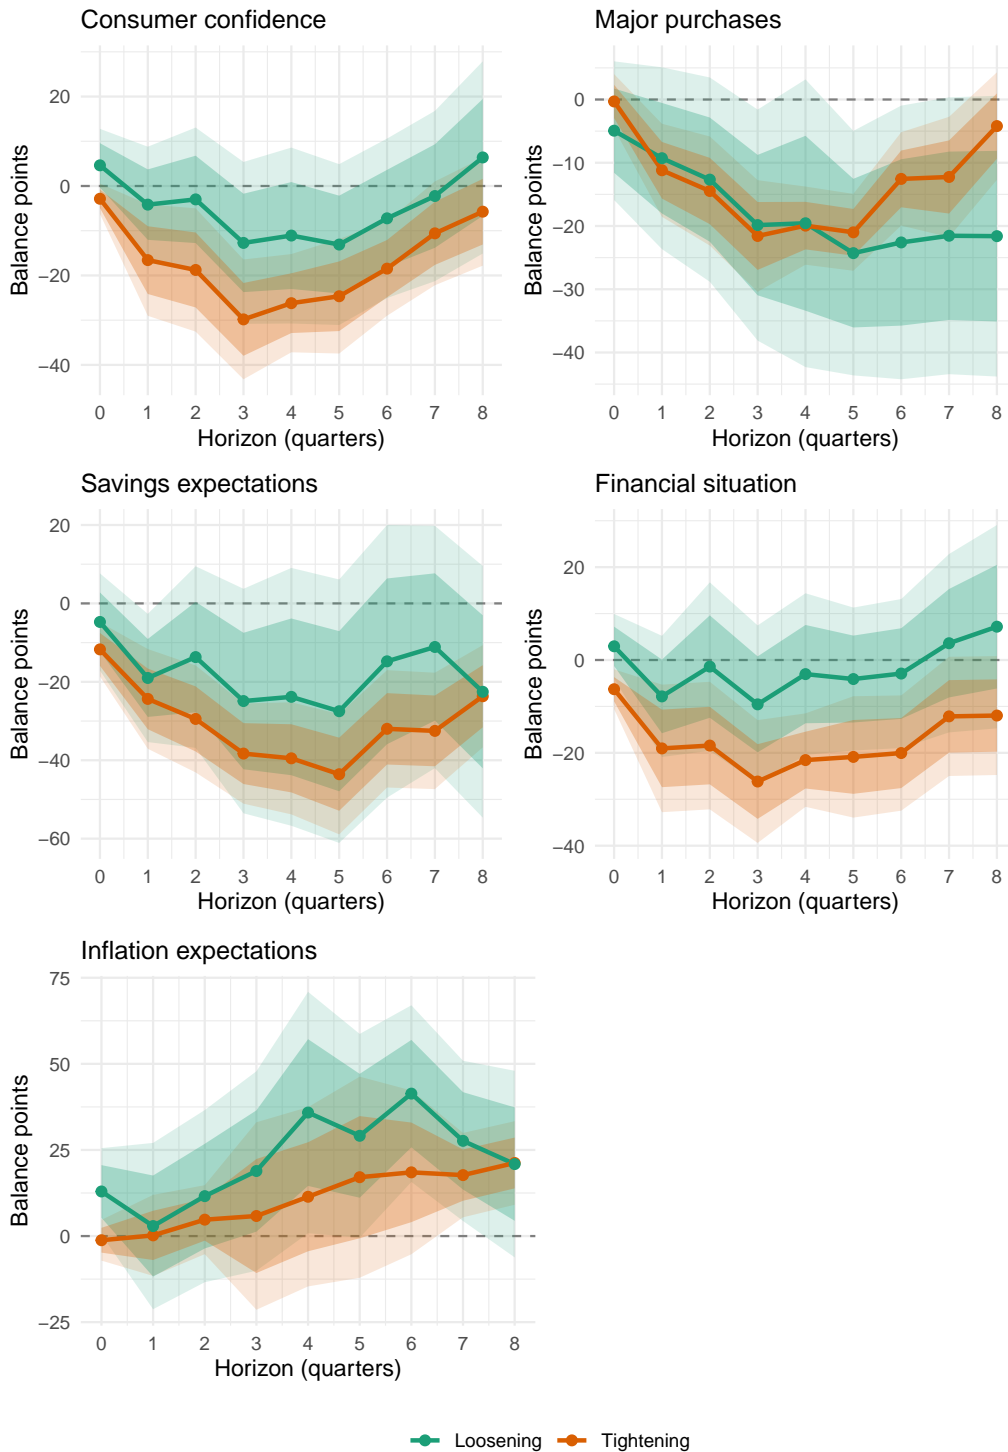 Consumer confidence
Balance points
20
0
−20
−40
0 1 2 3 4 5 6 7 8
Horizon (quarters)
Major purchases
Balance points
0
−10
−20
−30
−40
0 1 2 3 4 5 6 7 8
Horizon (quarters)
Savings expectations
Balance points
20
0
−20
−40
−60
0 1 2 3 4 5 6 7 8
Horizon (quarters)
Financial situation
Balance points
20
0
−20
−40
0 1 2 3 4 5 6 7 8
Horizon (quarters)
Inflation expectations
Balance points
75
50
25
0
−25
0 1 2 3 4 5 6 7 8
Horizon (quarters)
Loosening Tightening